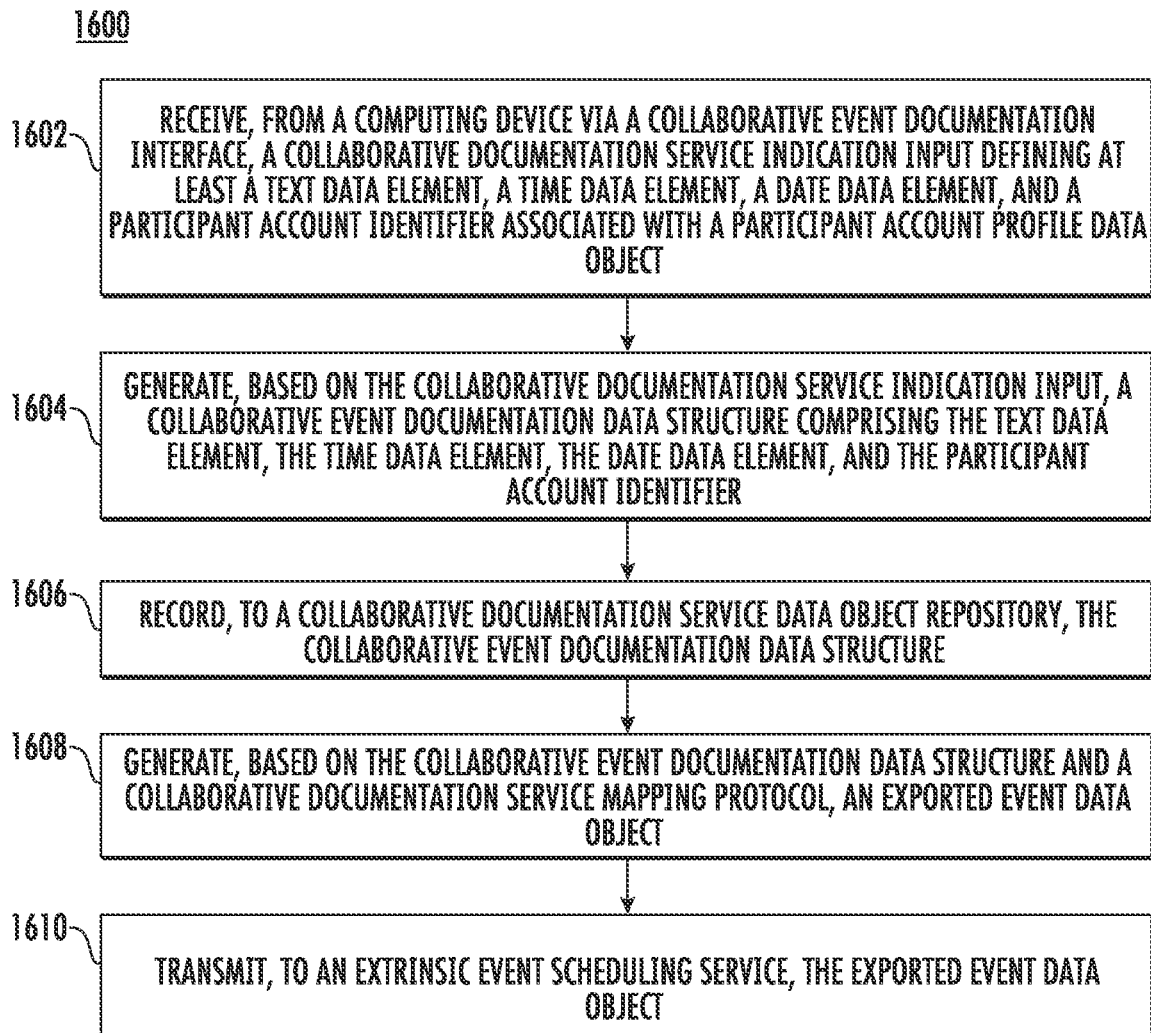 1600
1602
RECEIVE, FROM A COMPUTING DEVICE VIA A COLLABORATIVE EVENT DOCUMENTATION
INTERFACE, A COLLABORATIVE DOCUMENTATION SERVICE INDICATION INPUT DEFINING AT
LEAST A TEXT DATA ELEMENT, A TIME DATA ELEMENT, A DATE DATA ELEMENT, AND A
PARTICIPANT ACCOUNT IDENTIFIER ASSOCIATED WITH A PARTICIPANT ACCOUNT PROFILE DATA
OBJECT
1604
GENERATE, BASED ON THE COLLABORATIVE DOCUMENTATION SERVICE INDICATION INPUT, A
COLLABORATIVE EVENT DOCUMENTATION DATA STRUCTURE COMPRISING THE TEXT DATA
ELEMENT, THE TIME DATA ELEMENT, THE DATE DATA ELEMENT, AND THE PARTICIPANT
ACCOUNT IDENTIFIER
1606
RECORD, TO A COLLABORATIVE DOCUMENTATION SERVICE DATA OBJECT REPOSITORY, THE
COLLABORATIVE EVENT DOCUMENTATION DATA STRUCTURE
1608
GENERATE, BASED ON THE COLLABORATIVE EVENT DOCUMENTATION DATA STRUCTURE AND A
COLLABORATIVE DOCUMENTATION SERVICE MAPPING PROTOCOL, AN EXPORTED EVENT DATA
OBJECT
1610
TRANSMIT, TO AN EXTRINSIC EVENT SCHEDULING SERVICE, THE EXPORTED EVENT DATA
OBJECT